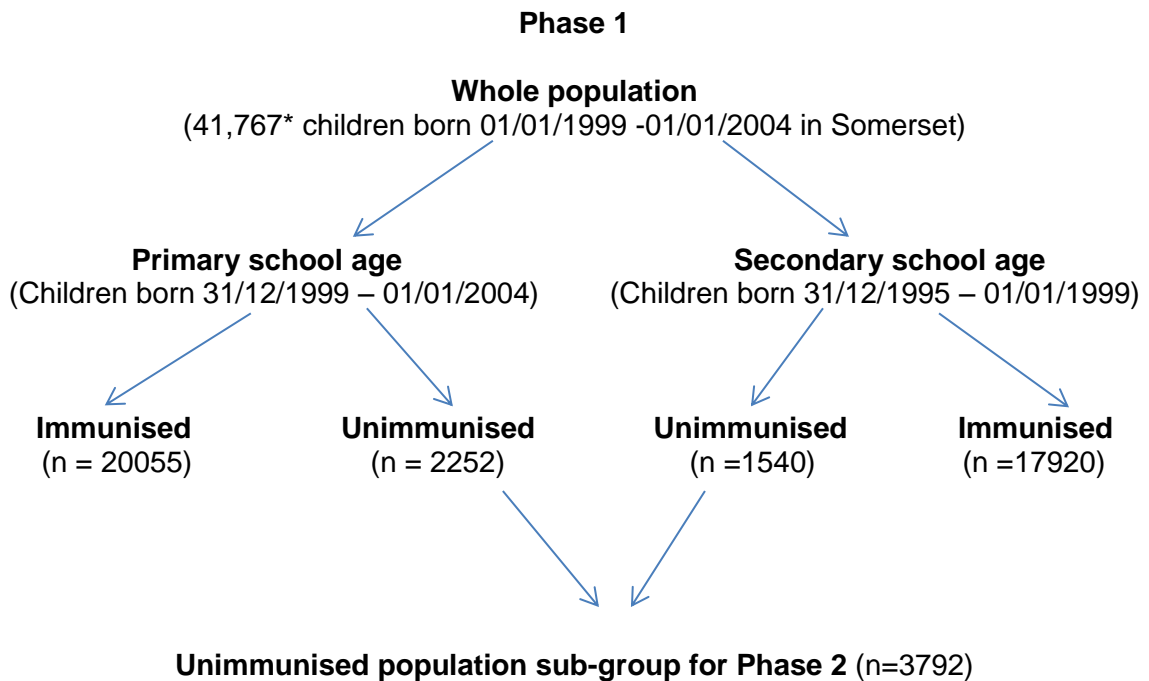 Phase 1
Whole population
(41,767* children born 01/01/1999 -01/01/2004 in Somerset)
Primary school age
(Children born 31/12/1999 – 01/01/2004)
Secondary school age
(Children born 31/12/1995 – 01/01/1999)
Immunised
(n = 20055)
Unimmunised
(n = 2252)
Unimmunised
(n =1540)
Immunised
(n =17920)
Unimmunised population sub-group for Phase 2 (n=3792)